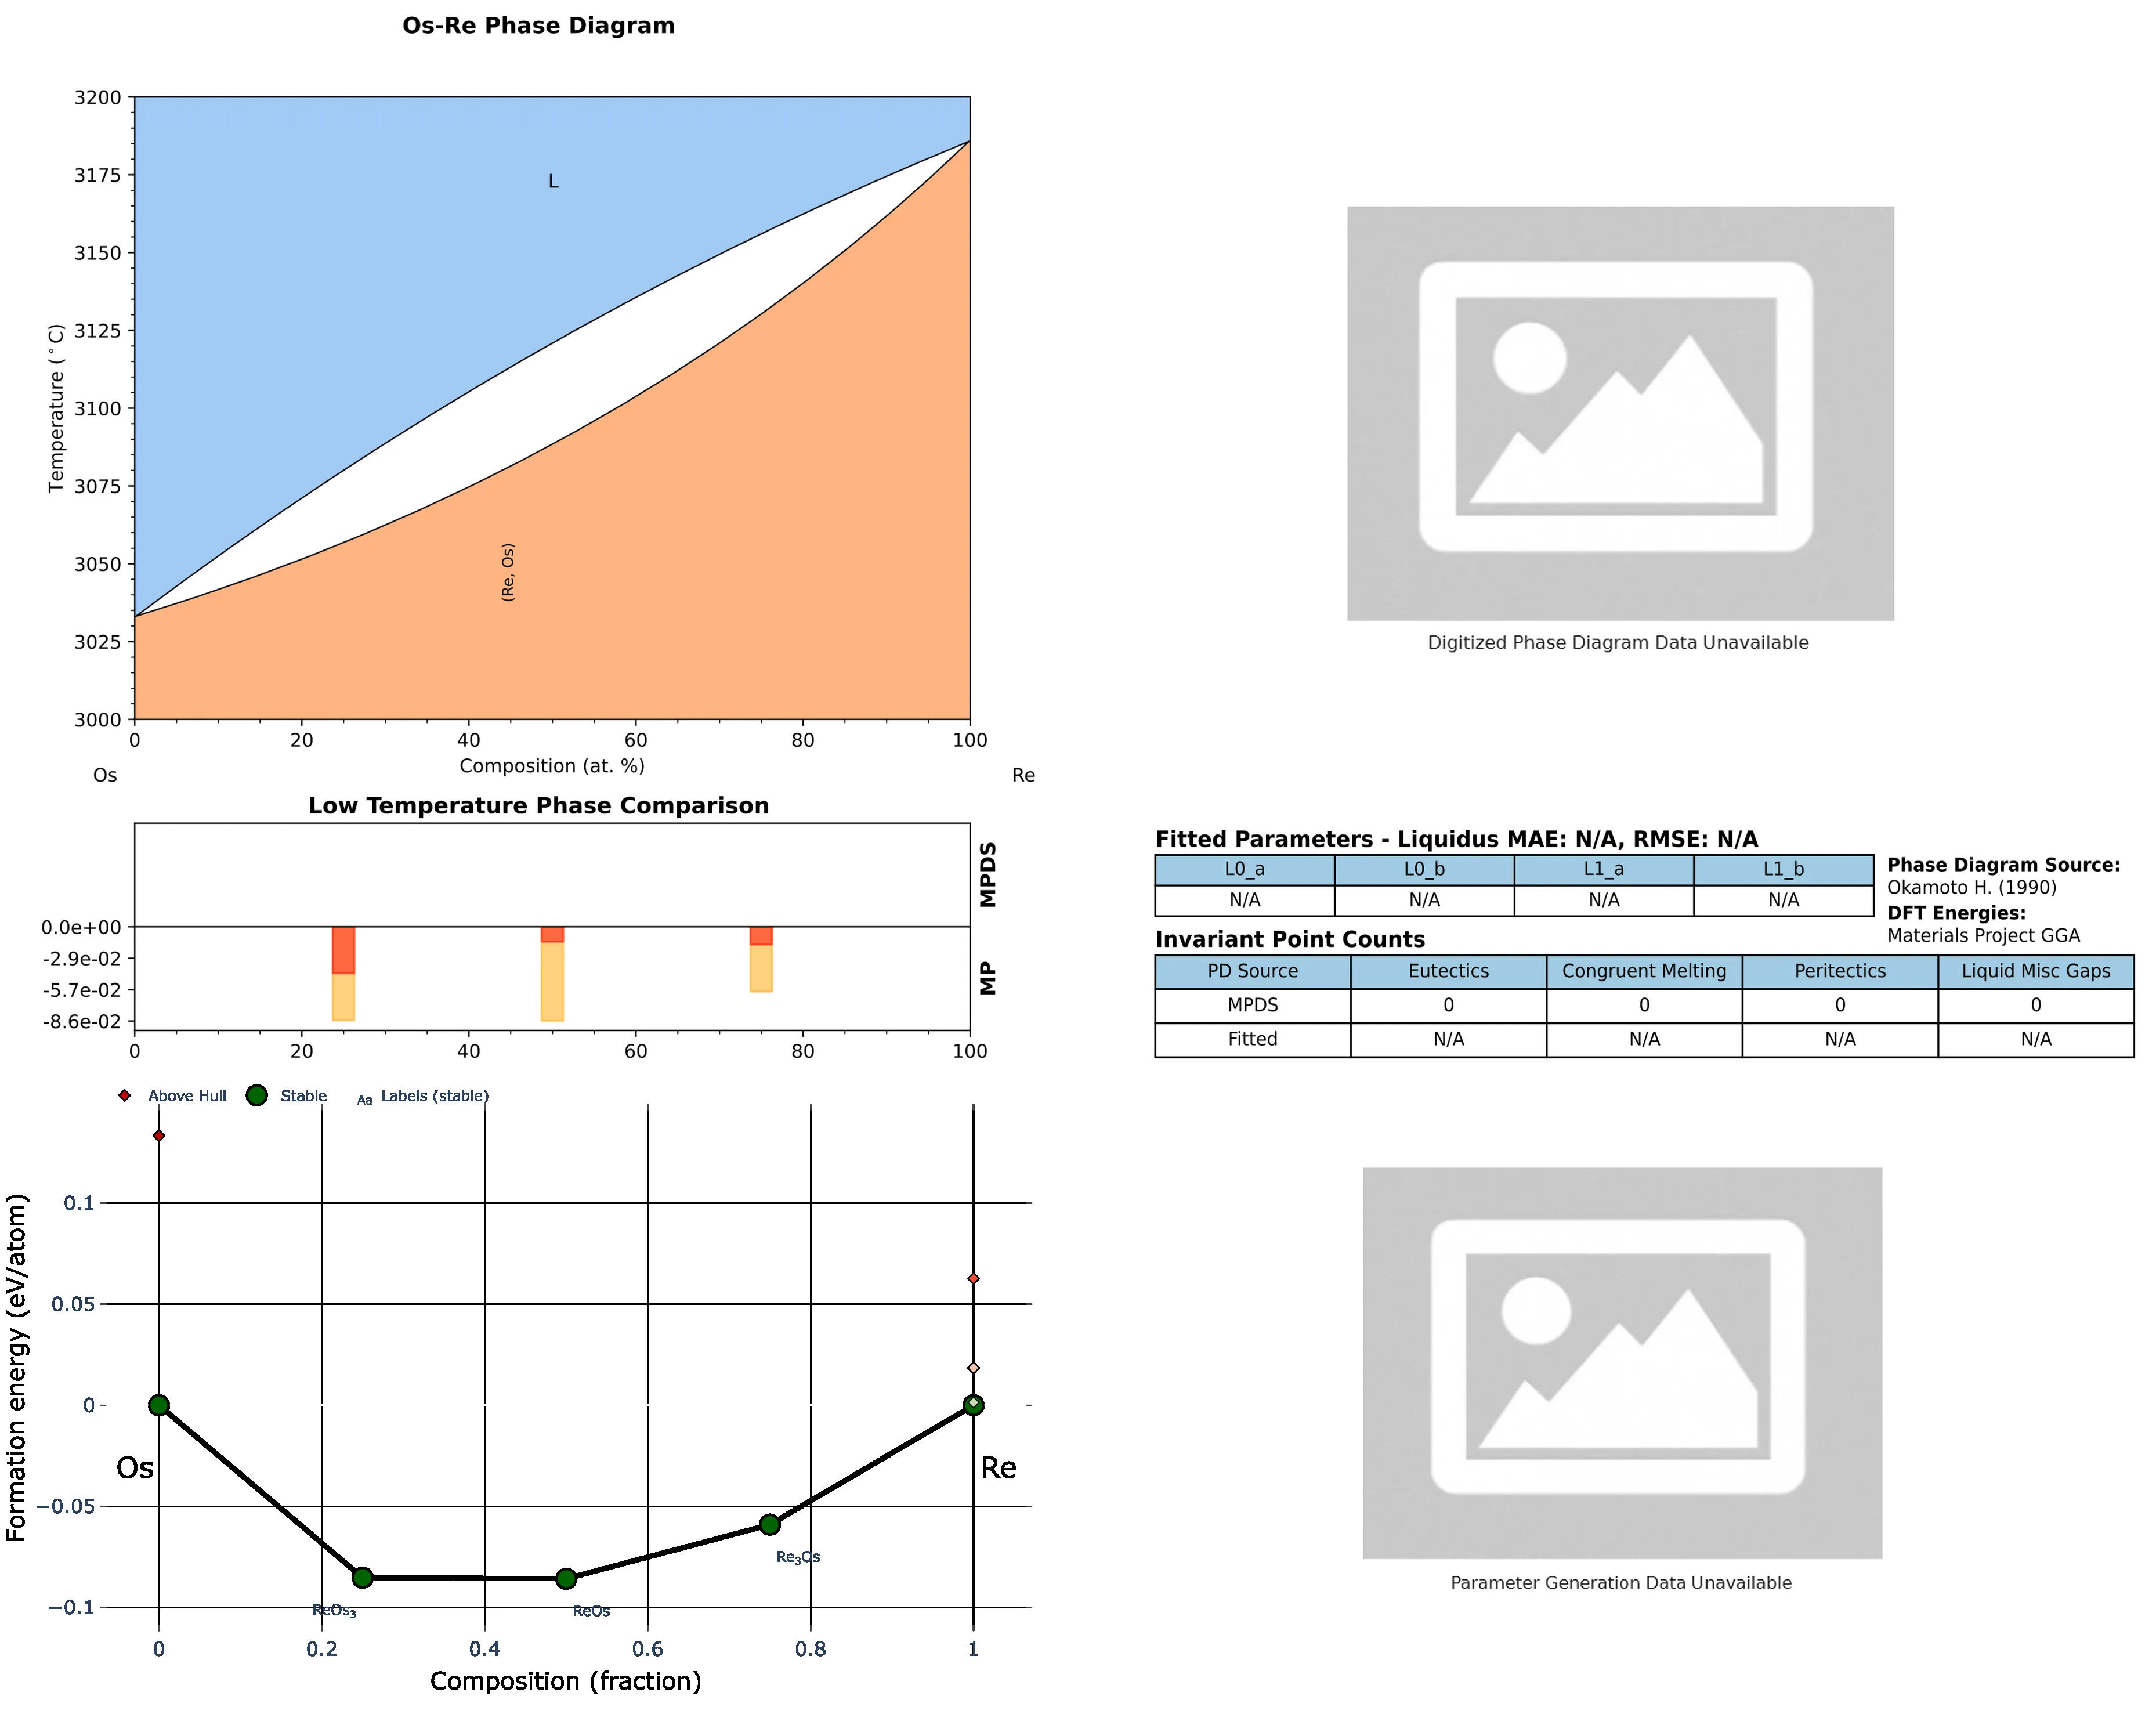 Os-Re Phase Diagram
3200
3175
3150
3125
3100
3075
3050
3025
3000
Temperature (°C)
L
(Re, Os)
0 20 40 60 80 100
Composition (at. %)
Os Re
Digitized Phase Diagram Data Unavailable
Low Temperature Phase Comparison
MPDS
MP
0.0e+00
-2.9e-02
-5.7e-02
-8.6e-02
0 20 40 60 80 100
Fitted Parameters - Liquidus MAE: N/A, RMSE: N/A
L0_a L0_b L1_a L1_b
N/A N/A N/A N/A
Phase Diagram Source:
Okamoto H. (1990)
DFT Energies:
Materials Project GGA
Invariant Point Counts
PD Source Eutectics Congruent Melting Peritectics Liquid Misc Gaps
MPDS 0 0 0 0
Fitted N/A N/A N/A N/A
Above Hull Stable Aa Labels (stable)
Formation energy (eV/atom)
0.1
0.05
0
−0.05
−0.1
Os
Re
Re₃Os
ReOs₃
ReOs
0 0.2 0.4 0.6 0.8 1
Composition (fraction)
Parameter Generation Data Unavailable